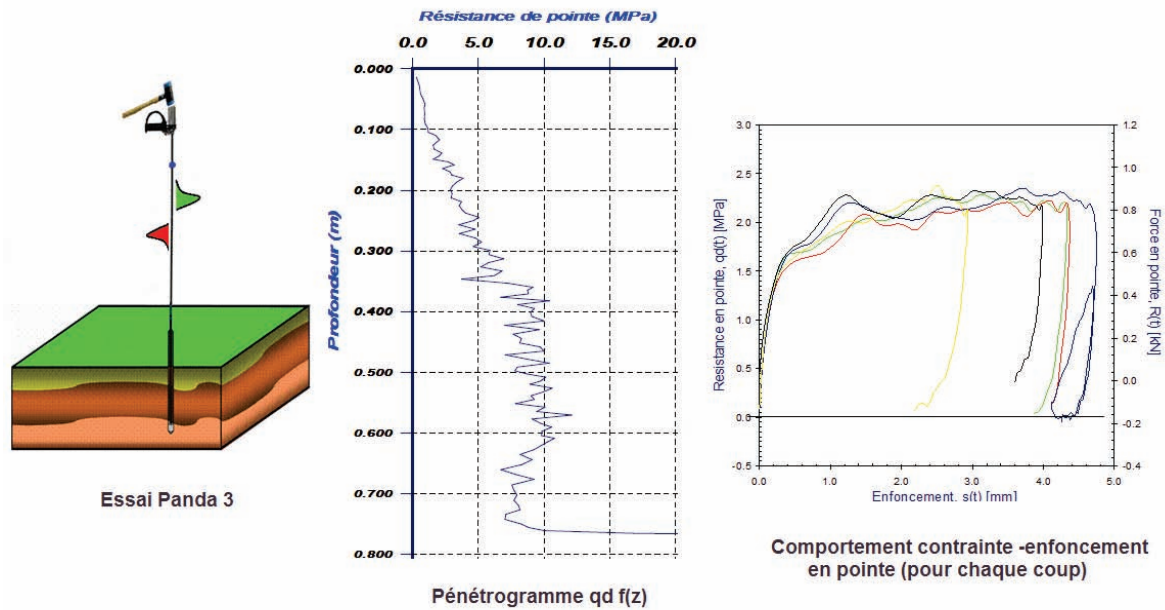 Essai Panda 3
Résistance de pointe (MPa)
0.0 5.0 10.0 15.0 20.0
Profondeur (m)
0.000
0.100
0.200
0.300
0.400
0.500
0.600
0.700
0.800
Pénétrogramme qd f(z)
Resistance en pointe, qd(t) [MPa]
3.0
2.5
2.0
1.5
1.0
0.5
0.0
-0.5
0.0 1.0 2.0 3.0 4.0 5.0
Enfoncement, s(t) [mm]
1.2
1.0
0.8
0.6
0.4
0.2
0.0
-0.2
-0.4
Force en pointe, R(t) [kN]
Comportement contrainte -enfoncement
en pointe (pour chaque coup)